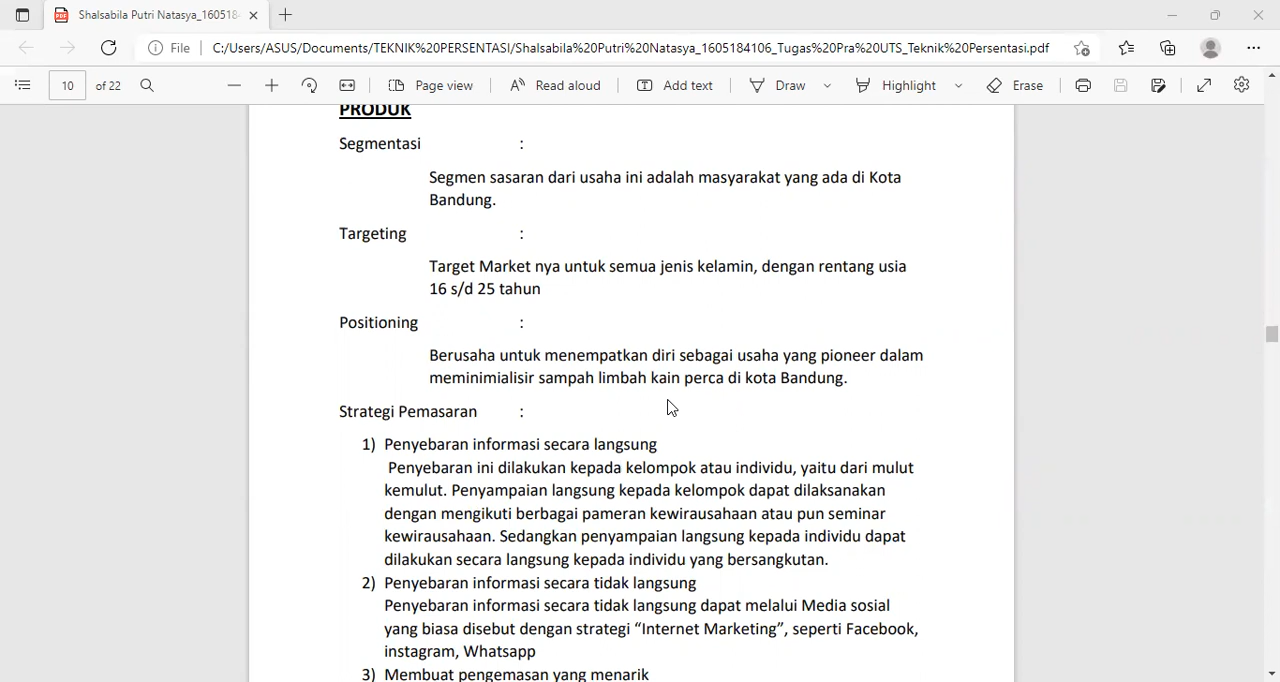 Shalsabila Putri Natasya_160518
File
C:/Users/ASUS/Documents/TEKNIK%20PERSENTASI/Shalsabila%20Putri%20Natasya_1605184106_Tugas%20Pra%20UTS_Teknik%20Persentasi.pdf
10 of 22
Page view
Read aloud
Add text
Draw
Highlight
Erase
PRODUK
Segmentasi :
Segmen sasaran dari usaha ini adalah masyarakat yang ada di Kota
Bandung.
Targeting :
Target Market nya untuk semua jenis kelamin, dengan rentang usia
16 s/d 25 tahun
Positioning :
Berusaha untuk menempatkan diri sebagai usaha yang pioneer dalam
meminimialisir sampah limbah kain perca di kota Bandung.
Strategi Pemasaran :
1) Penyebaran informasi secara langsung
Penyebaran ini dilakukan kepada kelompok atau individu, yaitu dari mulut
kemulut. Penyampaian langsung kepada kelompok dapat dilaksanakan
dengan mengikuti berbagai pameran kewirausahaan atau pun seminar
kewirausahaan. Sedangkan penyampaian langsung kepada individu dapat
dilakukan secara langsung kepada individu yang bersangkutan.
2) Penyebaran informasi secara tidak langsung
Penyebaran informasi secara tidak langsung dapat melalui Media sosial
yang biasa disebut dengan strategi “Internet Marketing”, seperti Facebook,
instagram, Whatsapp
3) Membuat pengemasan yang menarik